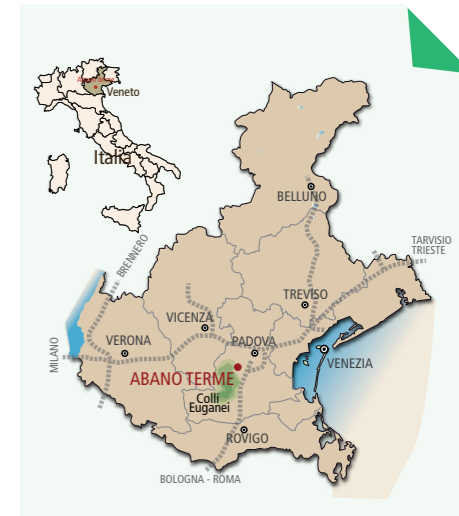 Veneto
Italia
BELLUNO
BRENNERO
TARVISIO
TRIESTE
TREVISO
VICENZA
VERONA
PADOVA
MILANO
VENEZIA
ABANO TERME
Colli
Euganei
ROVIGO
BOLOGNA - ROMA